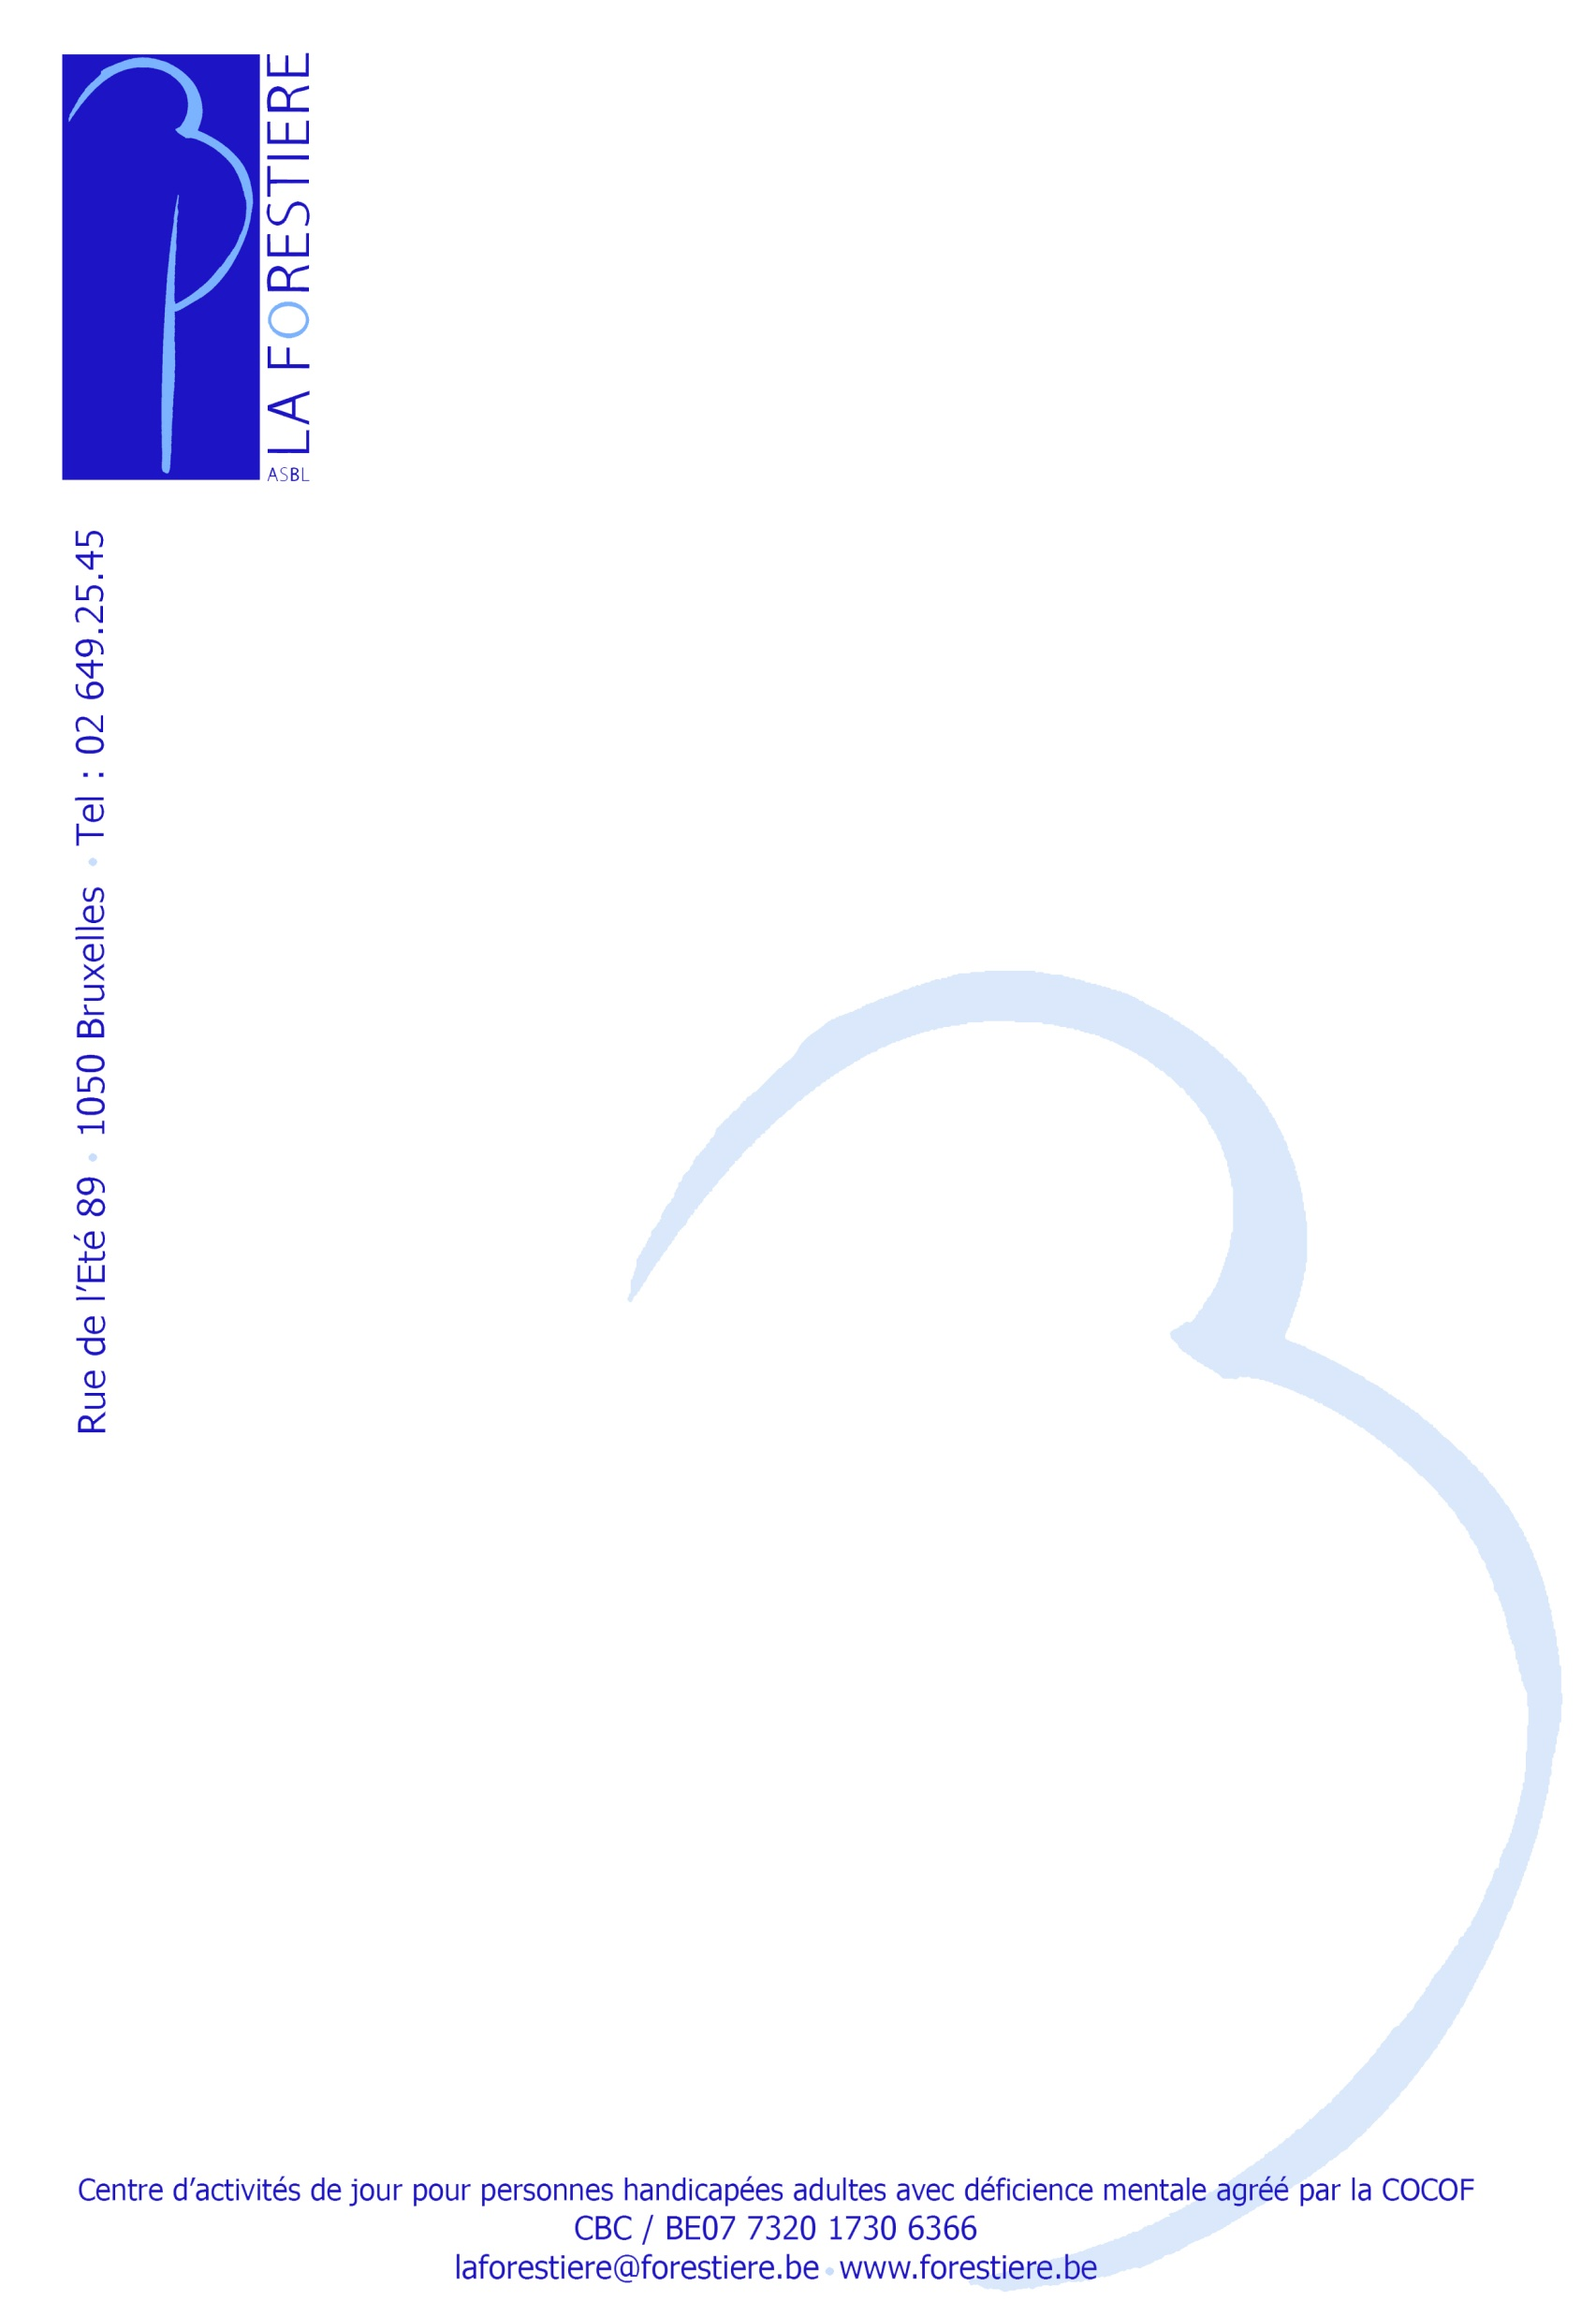 LA FORESTIERE
ASBL
Rue de l'Eté 89 • 1050 Bruxelles • Tel : 02 649.25.45
Centre d’activités de jour pour personnes handicapées adultes avec déficience mentale agréé par la COCOF
CBC / BE07 7320 1730 6366
laforestiere@forestiere.be • www.forestiere.be